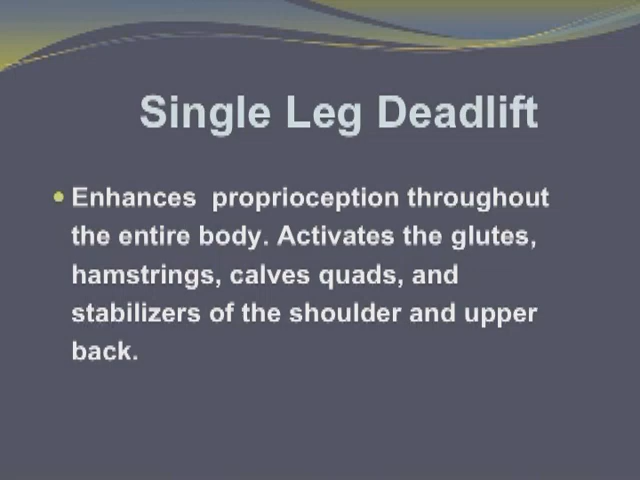 Single Leg Deadlift
Enhances  proprioception throughout
the entire body. Activates the glutes,
hamstrings, calves quads, and
stabilizers of the shoulder and upper
back.